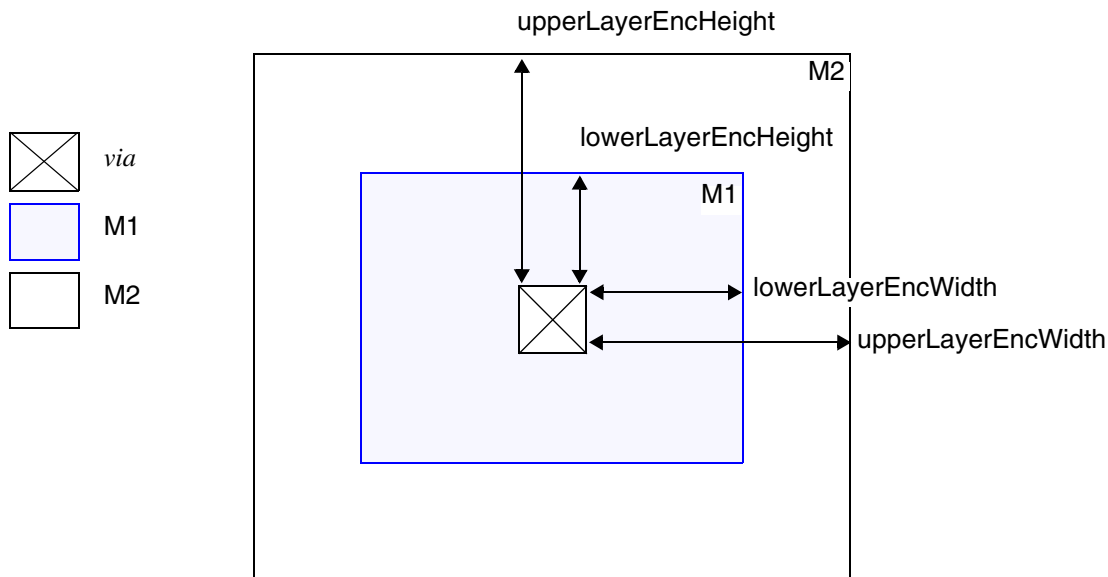 upperLayerEncHeight
M2
lowerLayerEncHeight
via
M1
M1
M2
lowerLayerEncWidth
upperLayerEncWidth